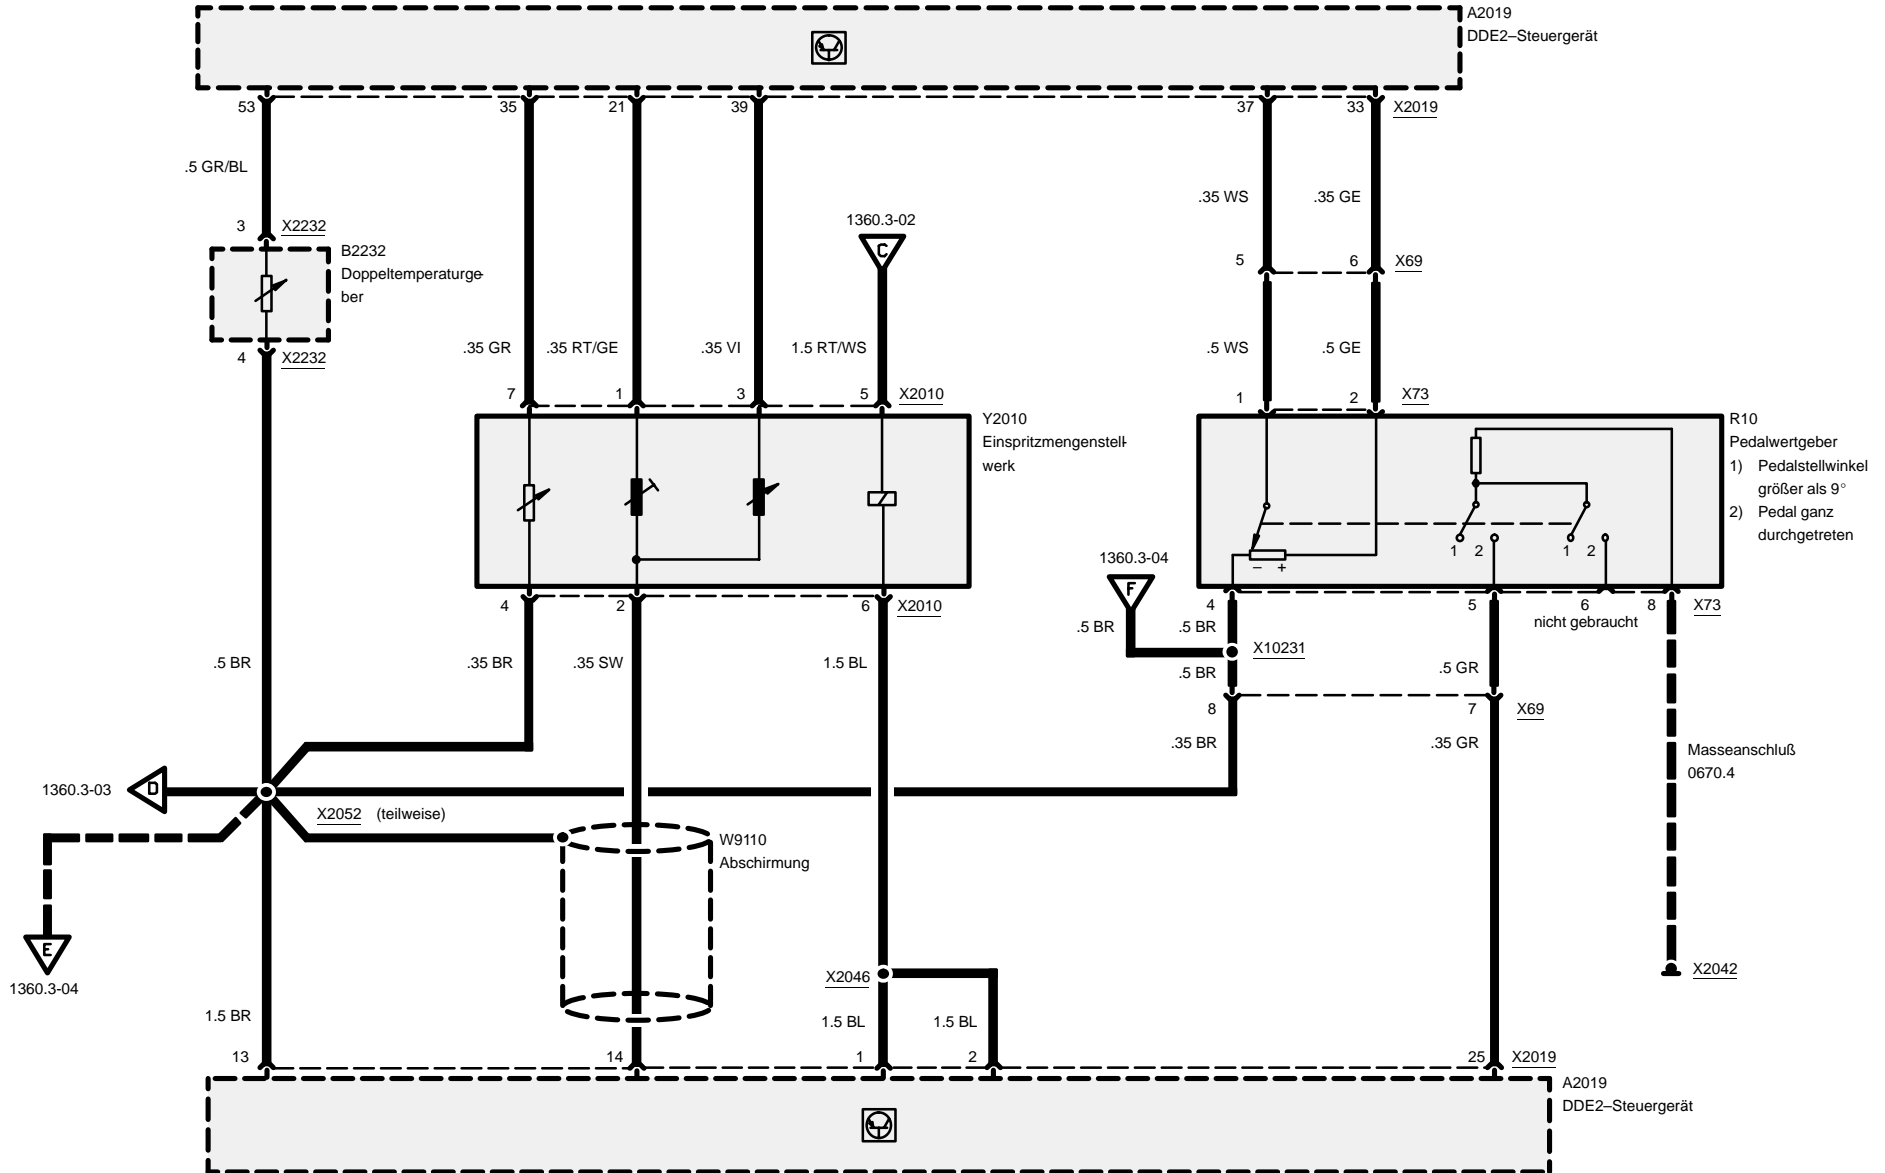 A2019
DDE2–Steuergerät
53
35
21
39
37
33
X2019
.5 GR/BL
.35 WS
.35 GE
1360.3-02
C
3
X2232
B2232
Doppeltemperaturge-
ber
5
6
X69
4
X2232
.35 GR
.35 RT/GE
.35 VI
1.5 RT/WS
.5 WS
.5 GE
7
1
3
5
X2010
1
2
X73
Y2010
Einspritzmengenstell-
werk
R10
Pedalwertgeber
1) Pedalstellwinkel
größer als 9°
2) Pedal ganz
durchgetreten
1
2
1
2
– +
1360.3-04
F
4
2
6
X2010
4
5
6
8
X73
nicht gebraucht
.5 BR
.5 BR
X10231
.5 BR
.35 BR
.35 SW
1.5 BL
.5 BR
.5 GR
8
7
X69
.35 BR
.35 GR
Masseanschluß
0670.4
1360.3-03
D
X2052 (teilweise)
W9110
Abschirmung
E
1360.3-04
X2046
X2042
1.5 BR
1.5 BL
1.5 BL
13
14
1
2
25
X2019
A2019
DDE2–Steuergerät